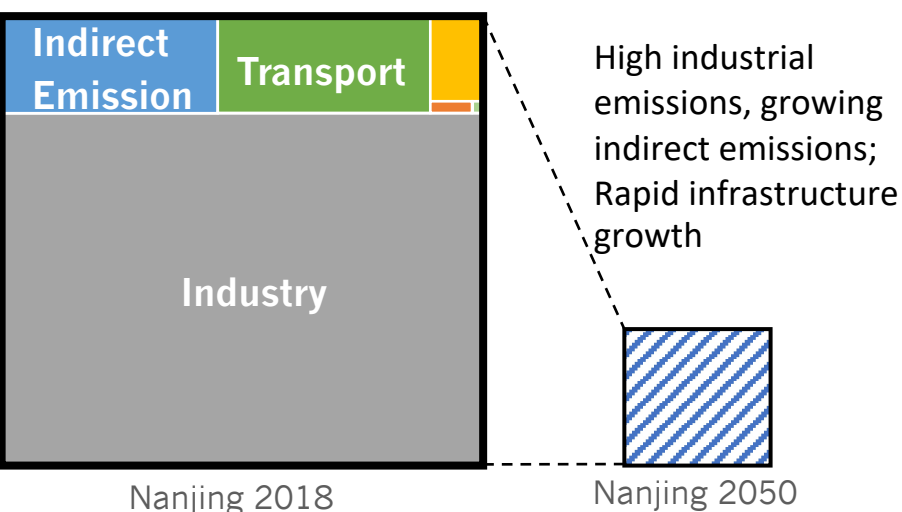 Indirect
Emission
Transport
Industry
High industrial
emissions, growing
indirect emissions;
Rapid infrastructure
growth
Nanjing 2018
Nanjing 2050